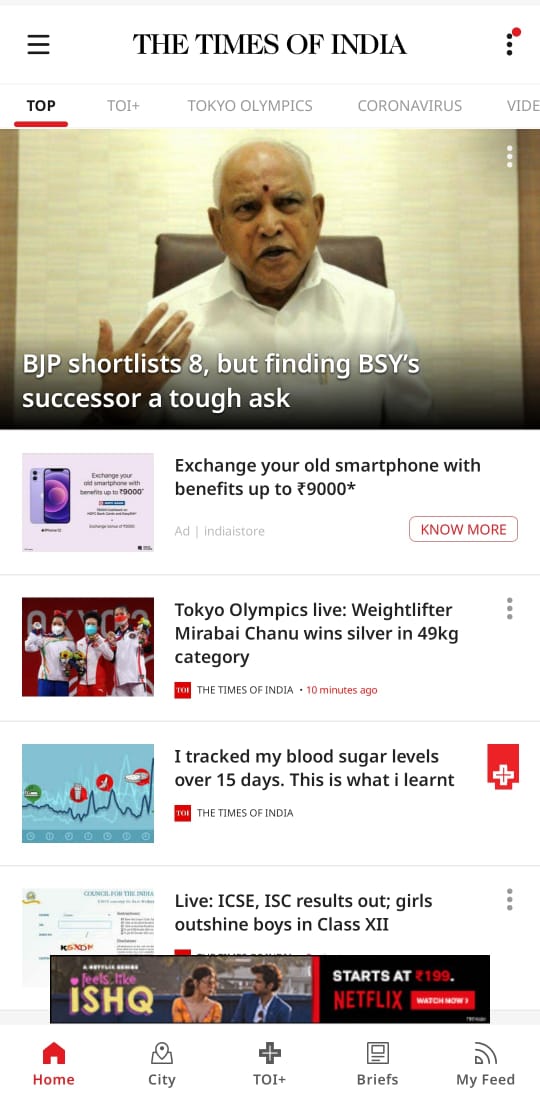 THE TIMES OF INDIA
TOP TOI+ TOKYO OLYMPICS CORONAVIRUS VIDE
BJP shortlists 8, but finding BSY's
successor a tough ask
Exchange your
old smartphone with
benefits up to ₹9000*
Exchange your old smartphone with
benefits up to ₹9000*
Ad | indiaistore
KNOW MORE
Tokyo Olympics live: Weightlifter
Mirabai Chanu wins silver in 49kg
category
TOI THE TIMES OF INDIA • 10 minutes ago
I tracked my blood sugar levels
over 15 days. This is what i learnt
TOI THE TIMES OF INDIA
COUNCIL FOR THE INDIA
Live: ICSE, ISC results out; girls
outshine boys in Class XII
A NETFLIX SERIES
feels like
ISHQ
STARTS AT ₹199.
NETFLIX WATCH NOW >
Home City TOI+ Briefs My Feed